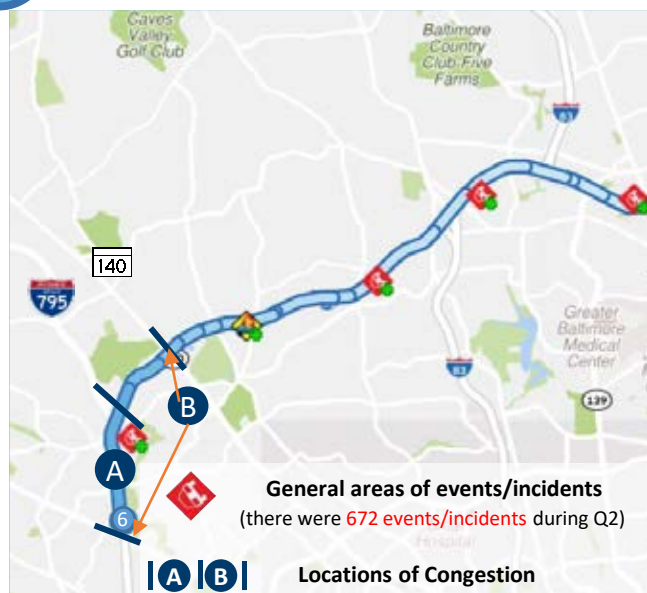 Caves
Valley
Golf Club
Baltimore
Country
Club-Five
Farms
83
140
795
Greater
Baltimore
Medical
Center
83
139
B
A
6
General areas of events/incidents
(there were 672 events/incidents during Q2)
Hospital
A B
Locations of Congestion